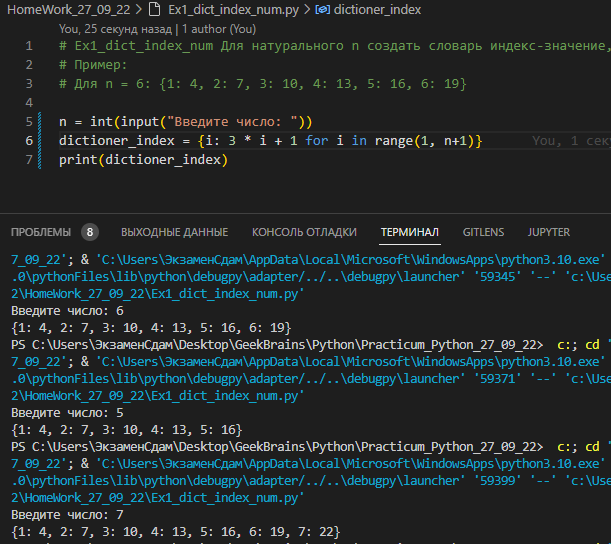 HomeWork_27_09_22 > Ex1_dict_index_num.py > dictioner_index
You, 25 секунд назад | 1 author (You)
1 # Ex1_dict_index_num Для натурального n создать словарь индекс-значение,
2 # Пример:
3 # Для n = 6: {1: 4, 2: 7, 3: 10, 4: 13, 5: 16, 6: 19}
4
5 n = int(input("Введите число: "))
6 dictioner_index = {i: 3 * i + 1 for i in range(1, n+1)} You, 1 секу
7 print(dictioner_index)
ПРОБЛЕМЫ 8 ВЫХОДНЫЕ ДАННЫЕ КОНСОЛЬ ОТЛАДКИ ТЕРМИНАЛ GITLENS JUPYTER
7_09_22'; & 'C:\Users\ЭкзаменСдам\AppData\Local\Microsoft\WindowsApps\python3.10.exe'
.0\pythonFiles\lib\python\debugpy\adapter/../..\debugpy\launcher' '59345' '--' 'c:\Use
2\HomeWork_27_09_22\Ex1_dict_index_num.py'
Введите число: 6
{1: 4, 2: 7, 3: 10, 4: 13, 5: 16, 6: 19}
PS C:\Users\ЭкзаменСдам\Desktop\GeekBrains\Python\Practicum_Python_27_09_22> c:; cd '
7_09_22'; & 'C:\Users\ЭкзаменСдам\AppData\Local\Microsoft\WindowsApps\python3.10.exe'
.0\pythonFiles\lib\python\debugpy\adapter/../..\debugpy\launcher' '59371' '--' 'c:\Use
2\HomeWork_27_09_22\Ex1_dict_index_num.py'
Введите число: 5
{1: 4, 2: 7, 3: 10, 4: 13, 5: 16}
PS C:\Users\ЭкзаменСдам\Desktop\GeekBrains\Python\Practicum_Python_27_09_22> c:; cd '
7_09_22'; & 'C:\Users\ЭкзаменСдам\AppData\Local\Microsoft\WindowsApps\python3.10.exe'
.0\pythonFiles\lib\python\debugpy\adapter/../..\debugpy\launcher' '59399' '--' 'c:\Use
2\HomeWork_27_09_22\Ex1_dict_index_num.py'
Введите число: 7
{1: 4, 2: 7, 3: 10, 4: 13, 5: 16, 6: 19, 7: 22}